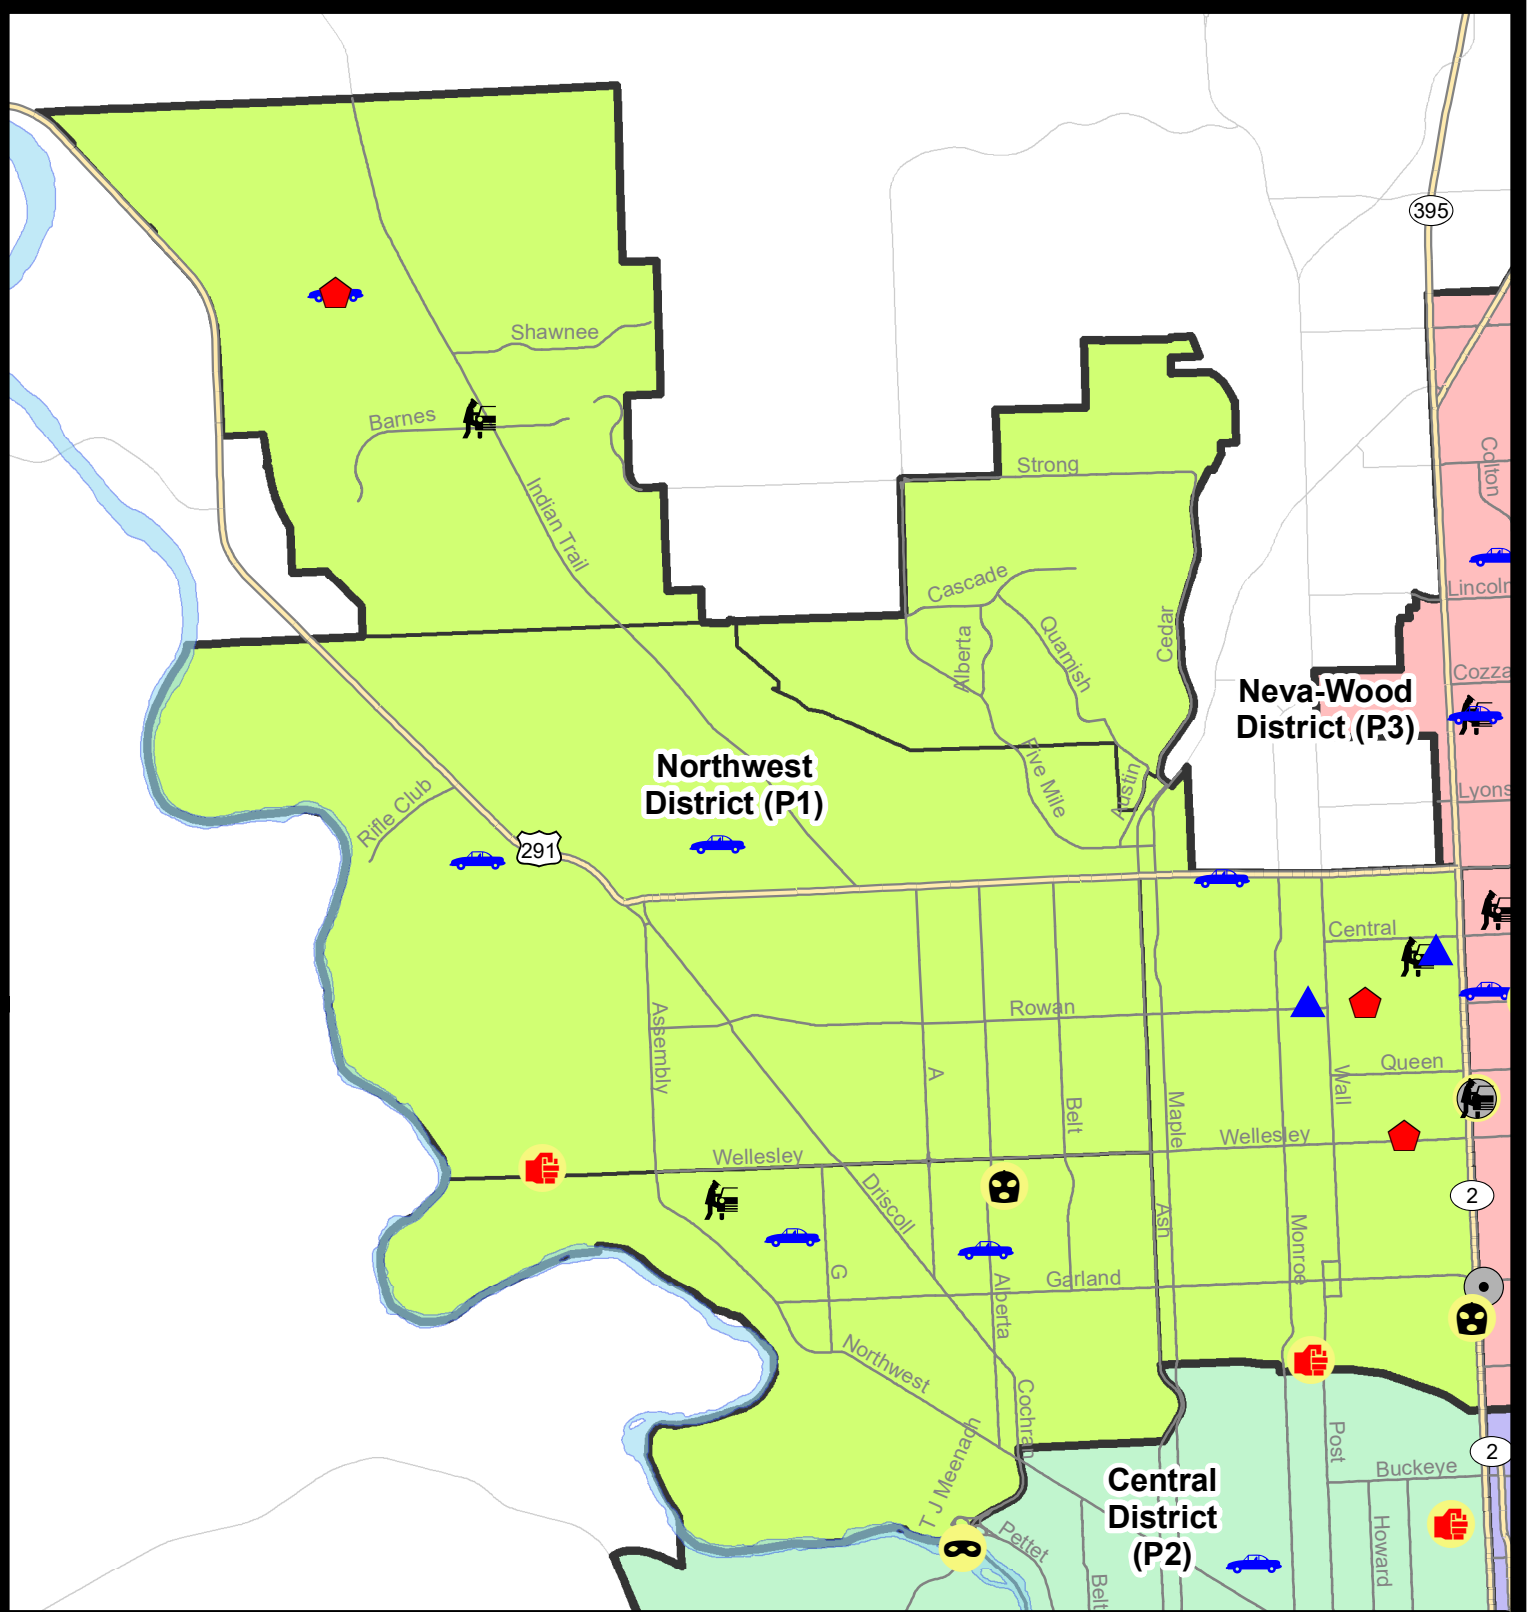 395
Shawnee
Barnes
Strong
Colton
Indian Trail
Cascade
Lincoln
Alberta
Quamish
Cedar
Cozza
Neva-Wood
District (P3)
Northwest
District (P1)
Five Mile
Austin
Lyons
Rifle Club
291
Central
Rowan
Assembly
Queen
A
Belt
Maple
Wall
Wellesley
Wellesley
2
Driscoll
Ash
Monroe
G
Garland
Alberta
Northwest
Cochran
Post
2
T J Meenach
Central
District
(P2)
Buckeye
Pettet
Howard
Belt